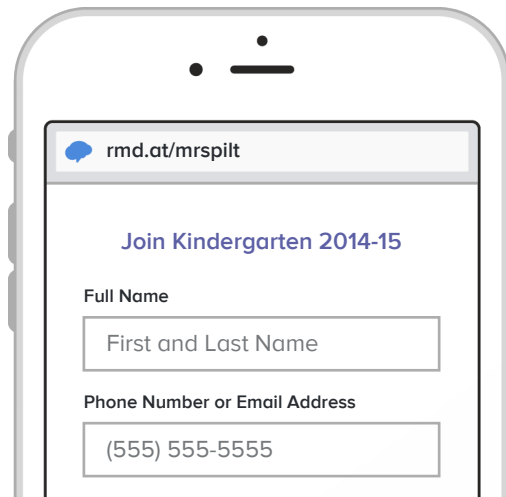 rmd.at/mrspilt
Join Kindergarten 2014-15
Full Name
First and Last Name
Phone Number or Email Address
(555) 555-5555